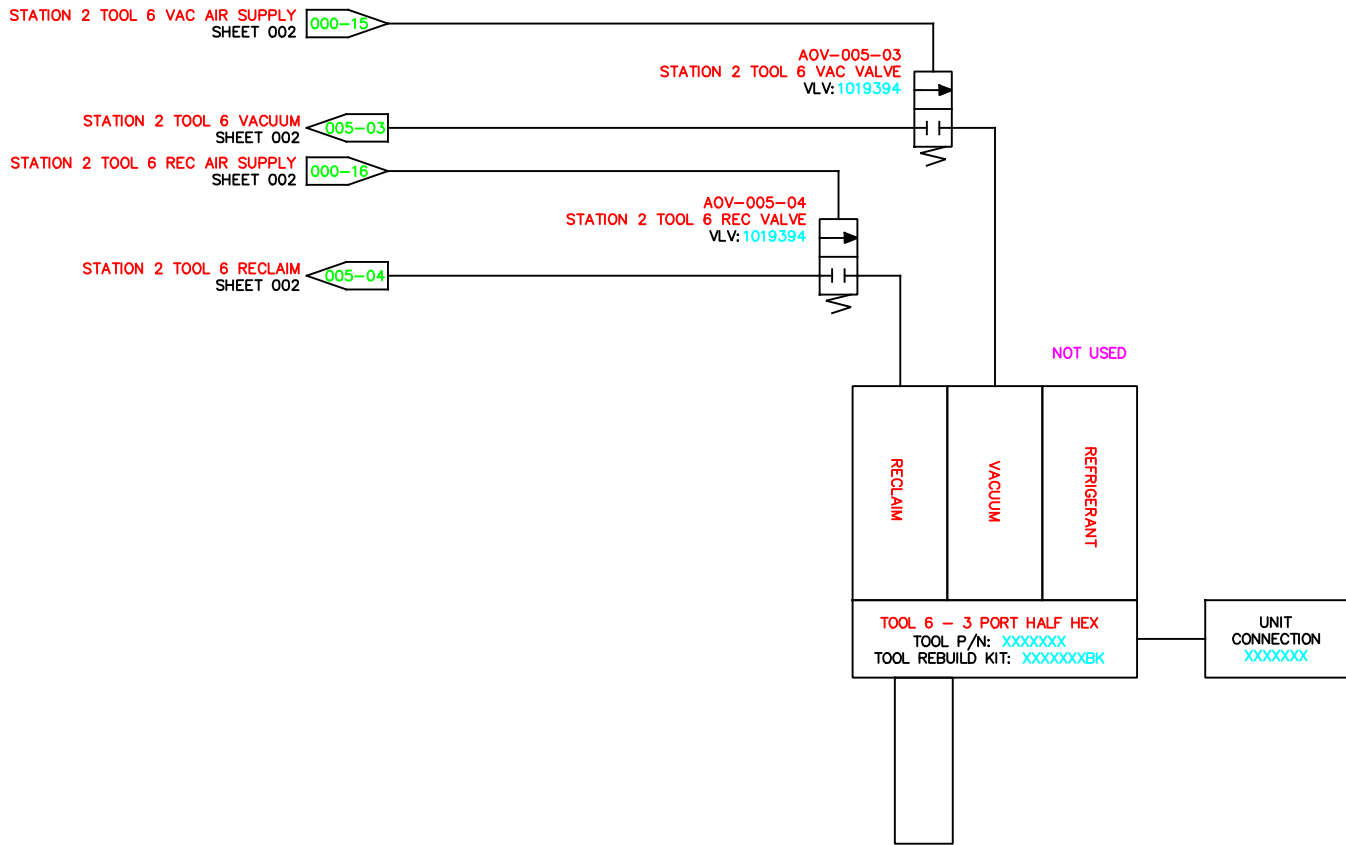 STATION 2 TOOL 6 VAC AIR SUPPLY
SHEET 002
000-15
AOV-005-03
STATION 2 TOOL 6 VAC VALVE
VLV: 1019394
STATION 2 TOOL 6 VACUUM
SHEET 002
005-03
STATION 2 TOOL 6 REC AIR SUPPLY
SHEET 002
000-16
AOV-005-04
STATION 2 TOOL 6 REC VALVE
VLV: 1019394
STATION 2 TOOL 6 RECLAIM
SHEET 002
005-04
NOT USED
RECLAIM
VACUUM
REFRIGERANT
TOOL 6 - 3 PORT HALF HEX
TOOL P/N: XXXXXXX
TOOL REBUILD KIT: XXXXXXXBK
UNIT
CONNECTION
XXXXXXX